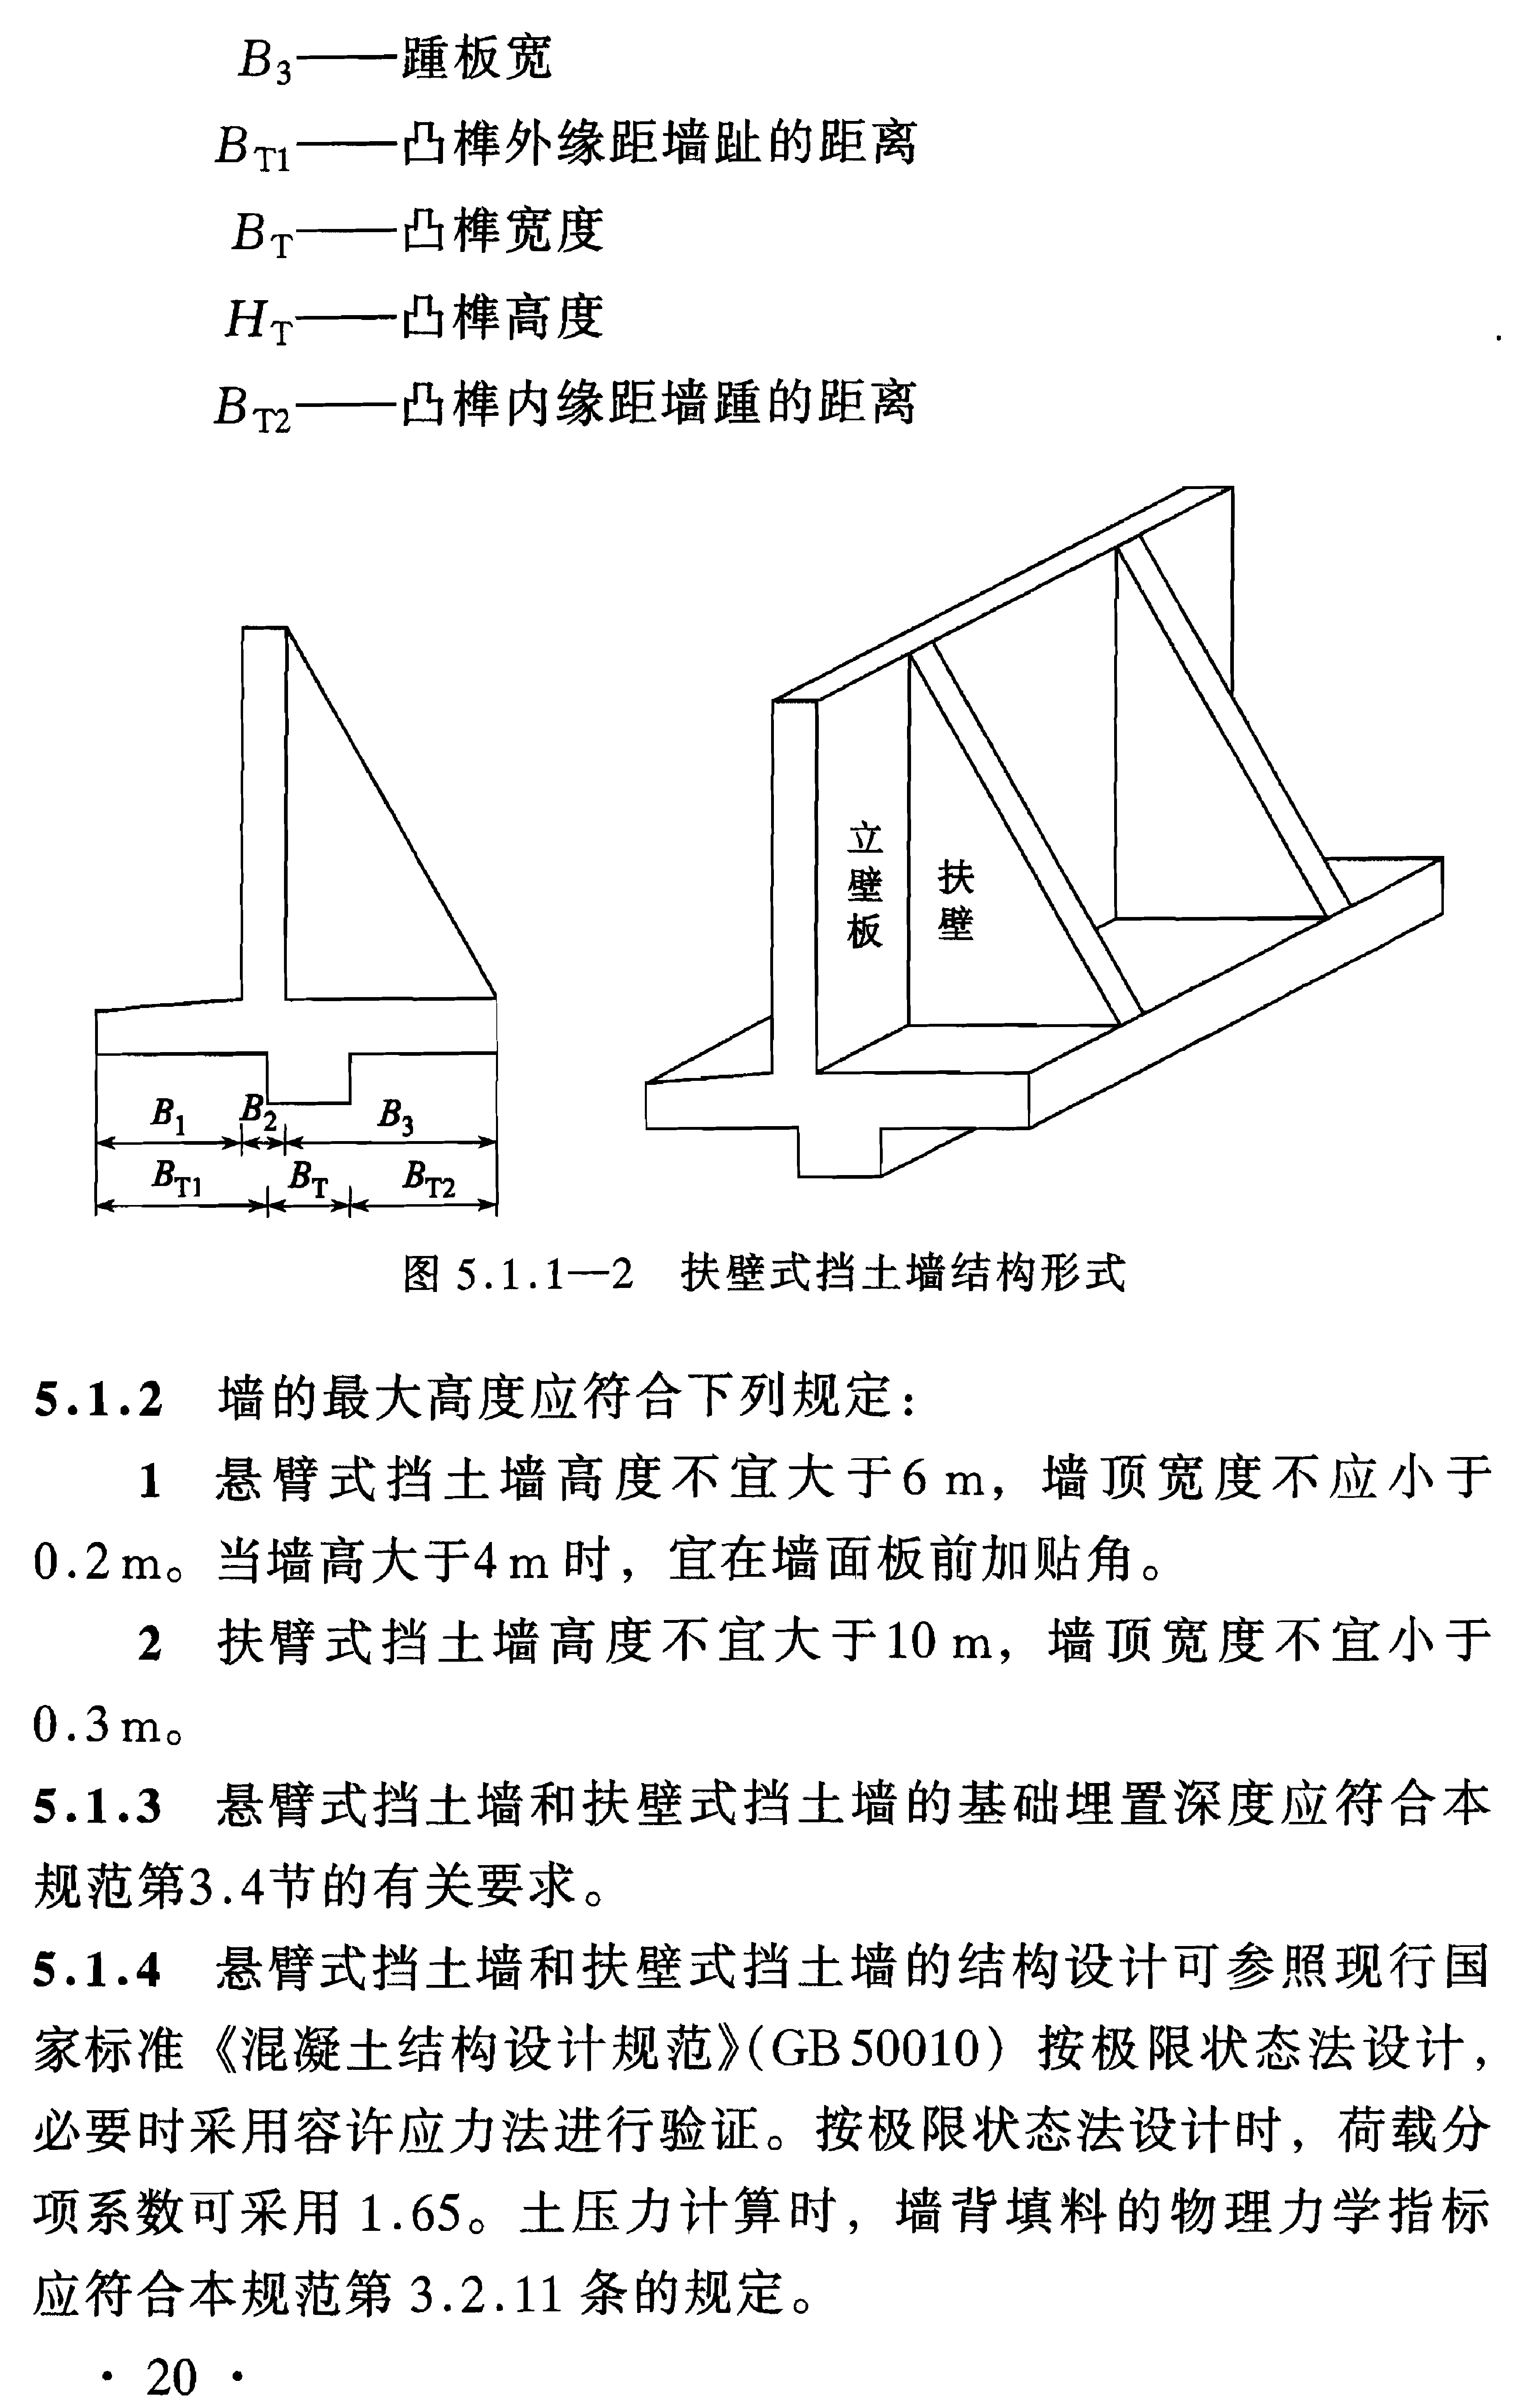 B3——踵板宽
BT1——凸榫外缘距墙趾的距离
BT——凸榫宽度
HT——凸榫高度
BT2——凸榫内缘距墙踵的距离
立壁板
扶壁
B1 B2 B3
BT1 BT BT2
图 5.1.1—2 扶壁式挡土墙结构形式
5.1.2 墙的最大高度应符合下列规定：
1 悬臂式挡土墙高度不宜大于6 m，墙顶宽度不应小于
0.2 m。当墙高大于4 m 时，宜在墙面板前加贴角。
2 扶臂式挡土墙高度不宜大于10 m，墙顶宽度不宜小于
0.3 m。
5.1.3 悬臂式挡土墙和扶壁式挡土墙的基础埋置深度应符合本
规范第3.4节的有关要求。
5.1.4 悬臂式挡土墙和扶壁式挡土墙的结构设计可参照现行国
家标准《混凝土结构设计规范》（GB 50010）按极限状态法设计，
必要时采用容许应力法进行验证。按极限状态法设计时，荷载分
项系数可采用 1.65。土压力计算时，墙背填料的物理力学指标
应符合本规范第 3.2.11 条的规定。
· 20 ·